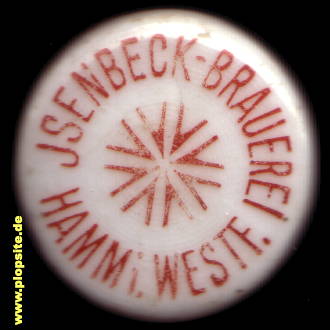 JSENBECK-BRAUEREI
HAMM i. WESTF.
www.plopsite.de